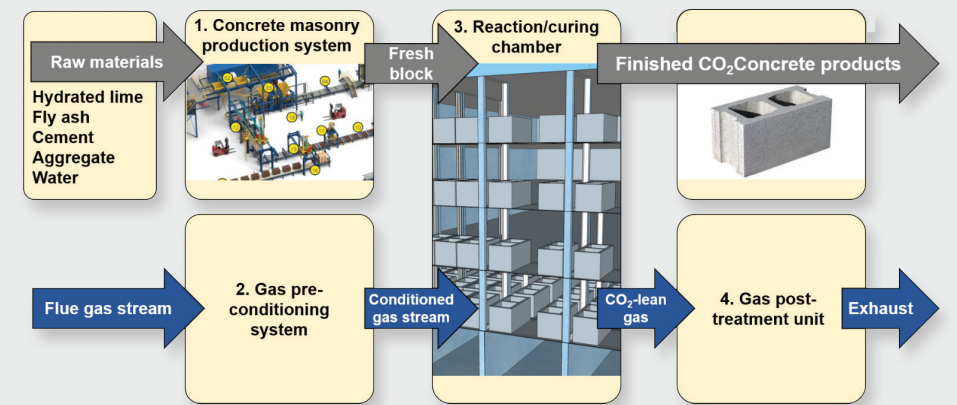 1. Concrete masonry
production system
3. Reaction/curing
chamber
Raw materials
Fresh
block
Finished CO₂Concrete products
Hydrated lime
Fly ash
Cement
Aggregate
Water
Flue gas stream
2. Gas pre-
conditioning
system
Conditioned
gas stream
CO₂-lean
gas
4. Gas post-
treatment unit
Exhaust